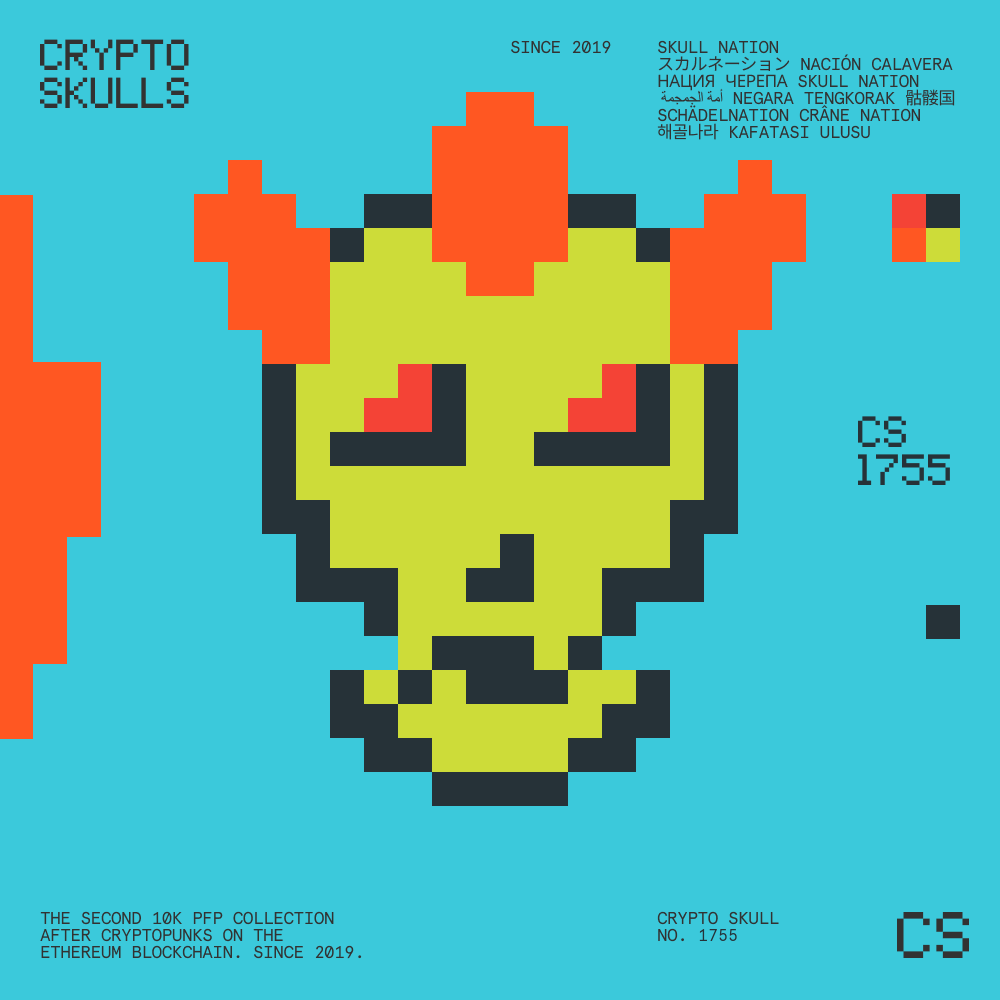 CRYPTO
SKULLS
SINCE 2019
SKULL NATION
スカルネーション NACIÓN CALAVERA
НАЦИЯ ЧЕРЕПА SKULL NATION
أمة الجمجمة NEGARA TENGKORAK 骷髅国
SCHÄDELNATION CRÂNE NATION
해골나라 KAFATASI ULUSU
CS
1755
THE SECOND 10K PFP COLLECTION
AFTER CRYPTOPUNKS ON THE
ETHEREUM BLOCKCHAIN. SINCE 2019.
CRYPTO SKULL
NO. 1755
CS